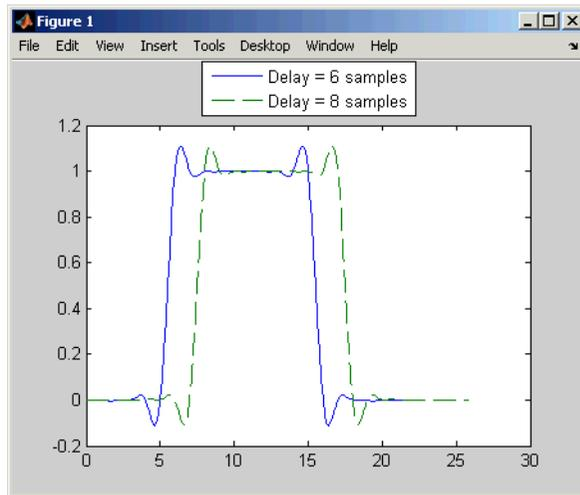 Figure 1
File Edit View Insert Tools Desktop Window Help
Delay = 6 samples
Delay = 8 samples
1.2
1
0.8
0.6
0.4
0.2
0
-0.2
0 5 10 15 20 25 30